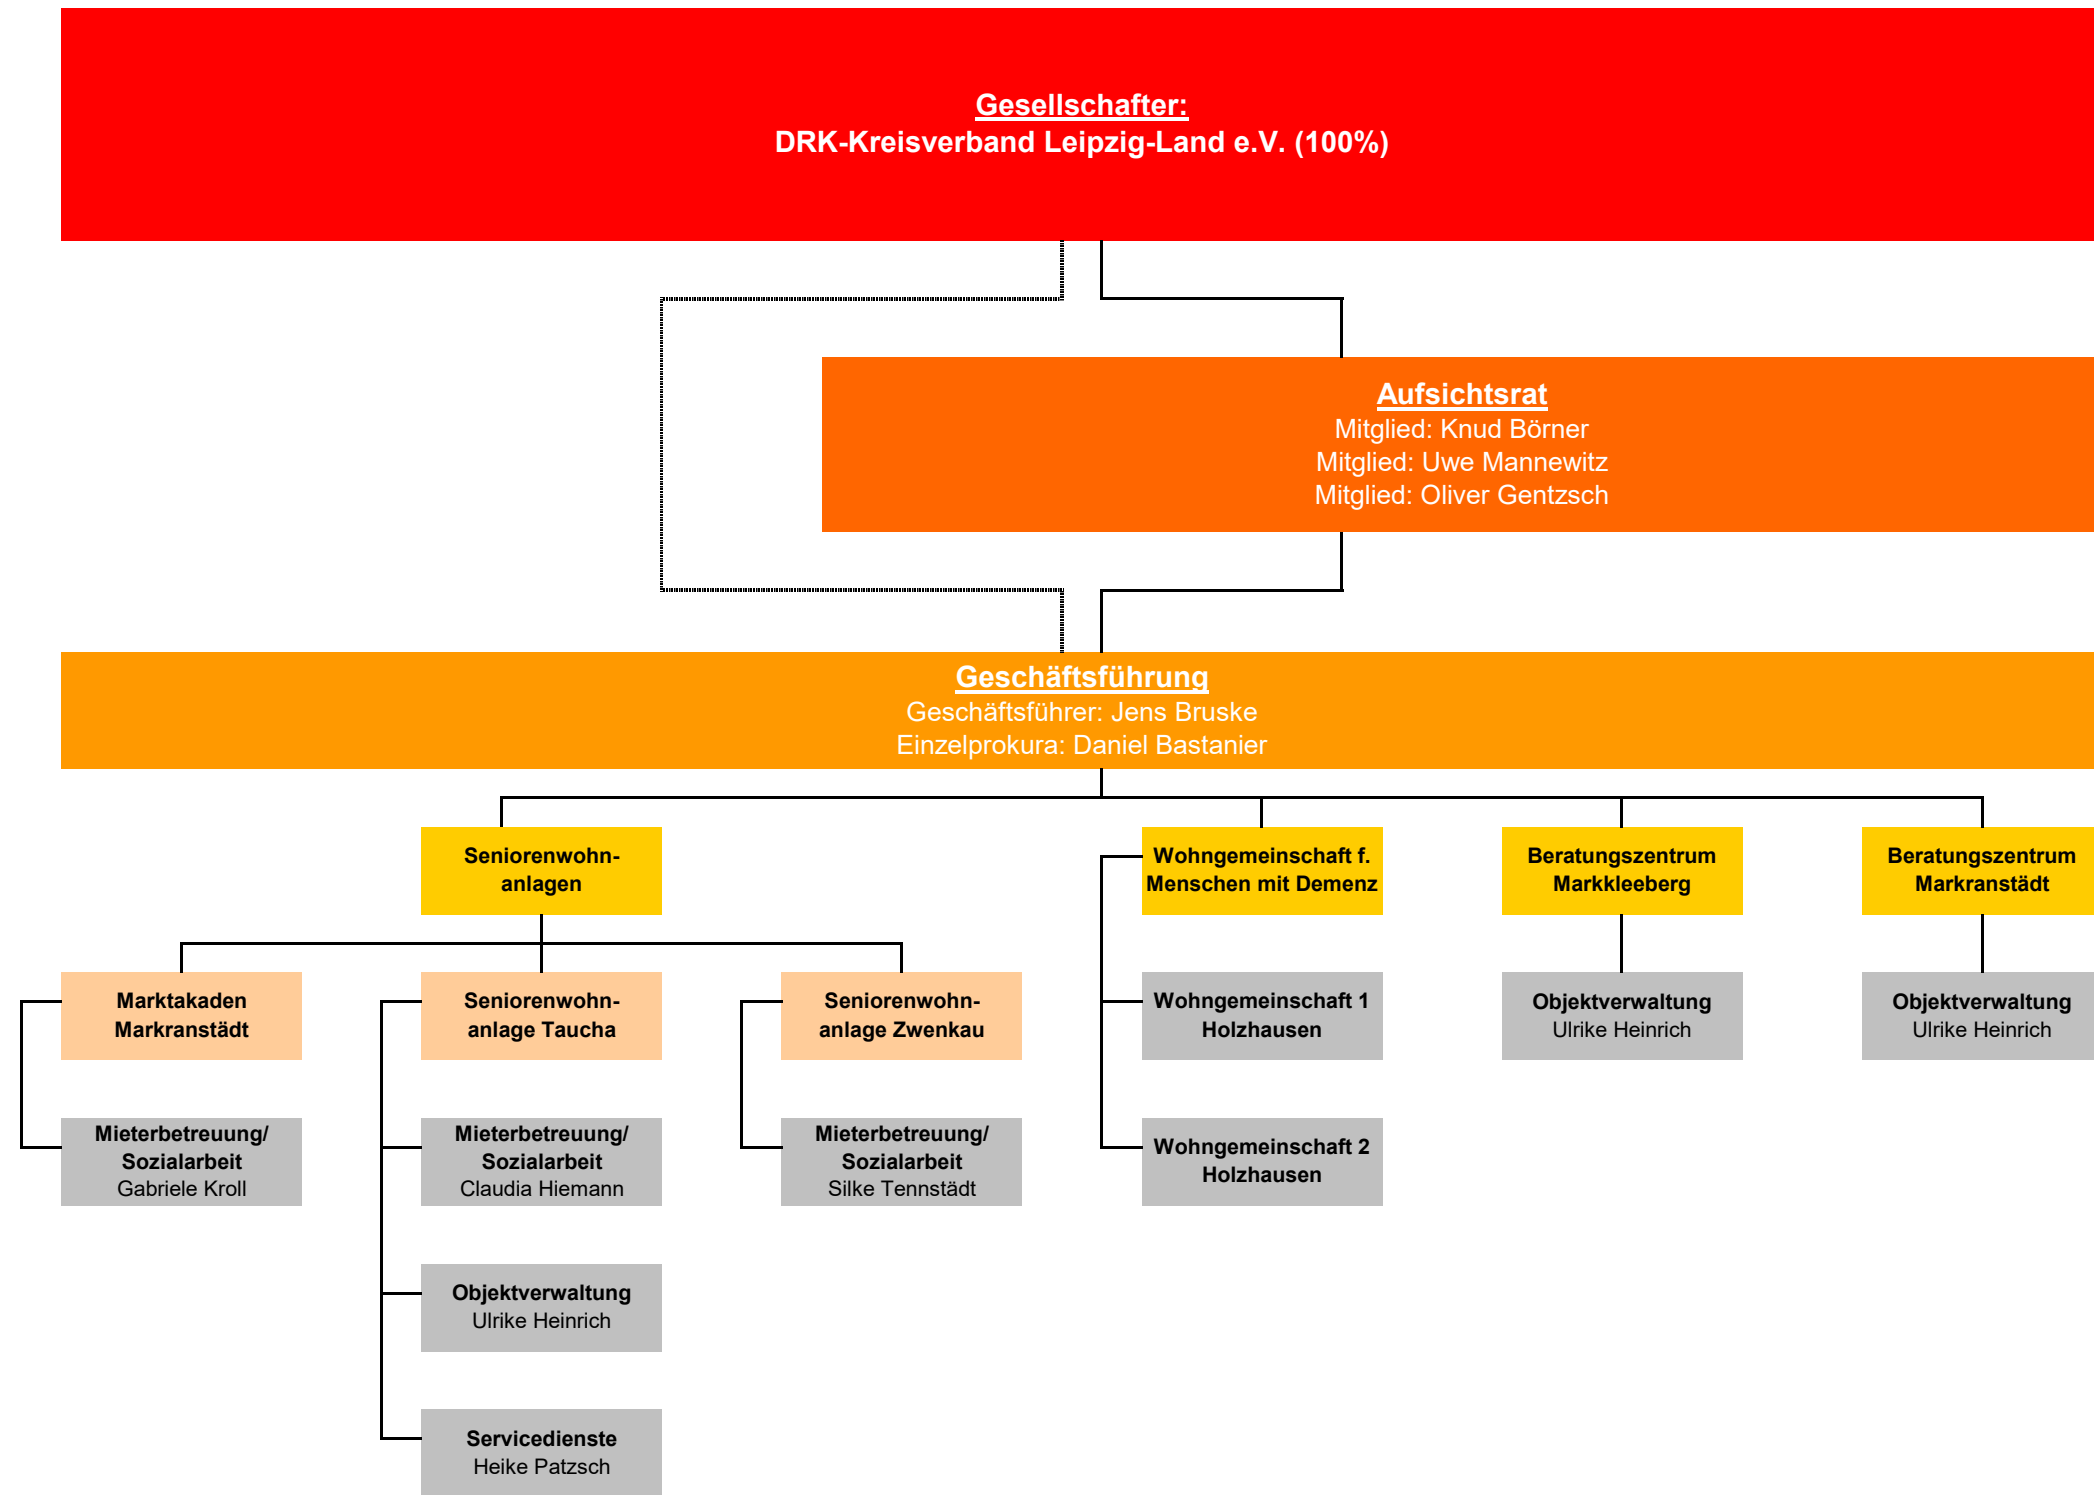 Gesellschafter:
DRK-Kreisverband Leipzig-Land e.V. (100%)
Aufsichtsrat
Mitglied: Knud Börner
Mitglied: Uwe Mannewitz
Mitglied: Oliver Gentzsch
Geschäftsführung
Geschäftsführer: Jens Bruske
Einzelprokura: Daniel Bastanier
Seniorenwohn-
anlagen
Wohngemeinschaft f.
Menschen mit Demenz
Beratungszentrum
Markkleeberg
Beratungszentrum
Markranstädt
Marktakaden
Markranstädt
Seniorenwohn-
anlage Taucha
Seniorenwohn-
anlage Zwenkau
Wohngemeinschaft 1
Holzhausen
Objektverwaltung
Ulrike Heinrich
Objektverwaltung
Ulrike Heinrich
Mieterbetreuung/
Sozialarbeit
Gabriele Kroll
Mieterbetreuung/
Sozialarbeit
Claudia Hiemann
Mieterbetreuung/
Sozialarbeit
Silke Tennstädt
Wohngemeinschaft 2
Holzhausen
Objektverwaltung
Ulrike Heinrich
Servicedienste
Heike Patzsch